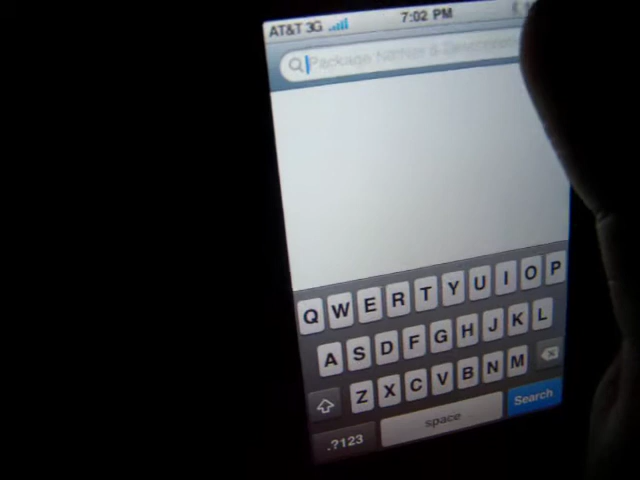 AT&T 3G 7:02 PM
Package Names & Descriptions
Q W E R T Y U I O P
A S D F G H J K L
Z X C V B N M
.?123 space Search